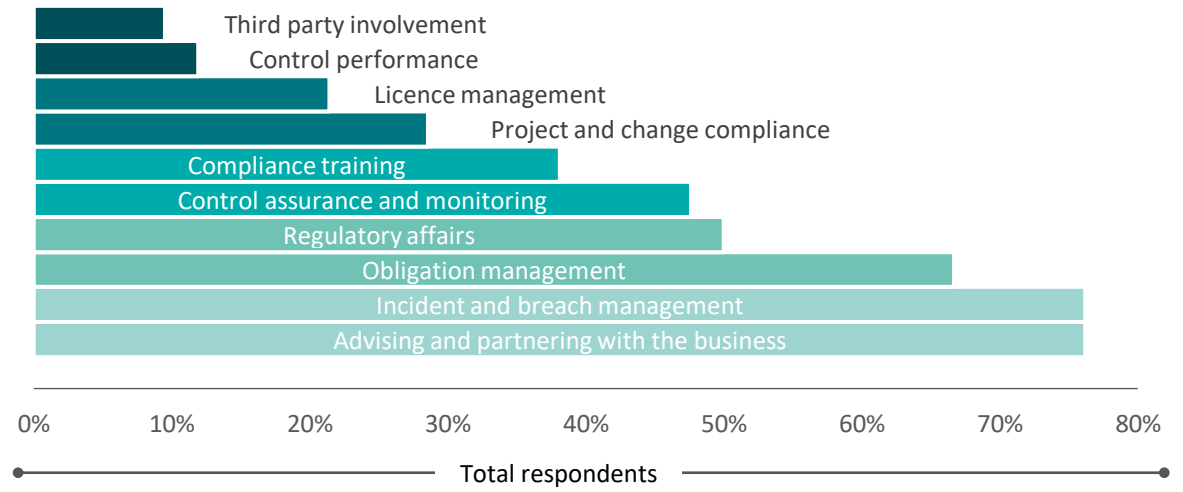 Third party involvement
Control performance
Licence management
Project and change compliance
Compliance training
Control assurance and monitoring
Regulatory affairs
Obligation management
Incident and breach management
Advising and partnering with the business
0% 10% 20% 30% 40% 50% 60% 70% 80%
Total respondents